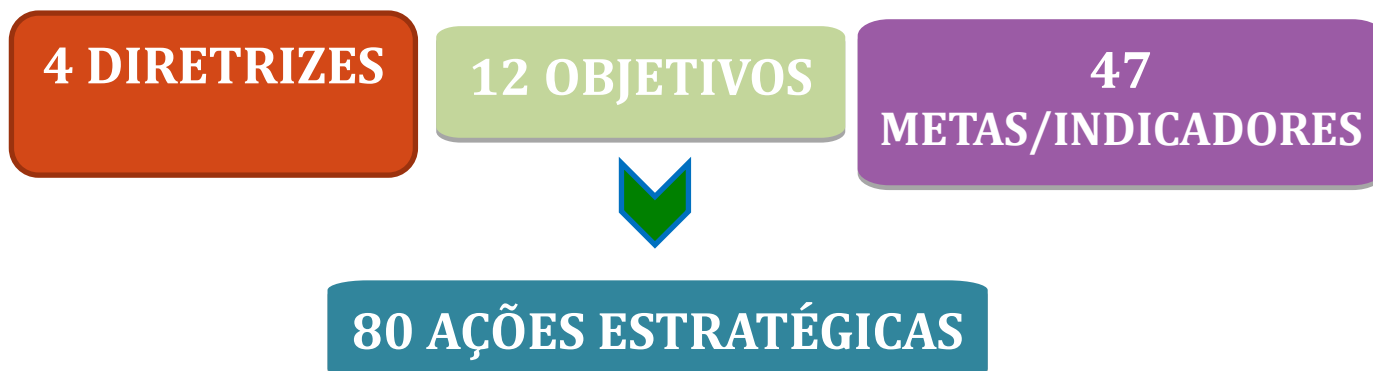 4 DIRETRIZES
12 OBJETIVOS
47
METAS/INDICADORES
80 AÇÕES ESTRATÉGICAS